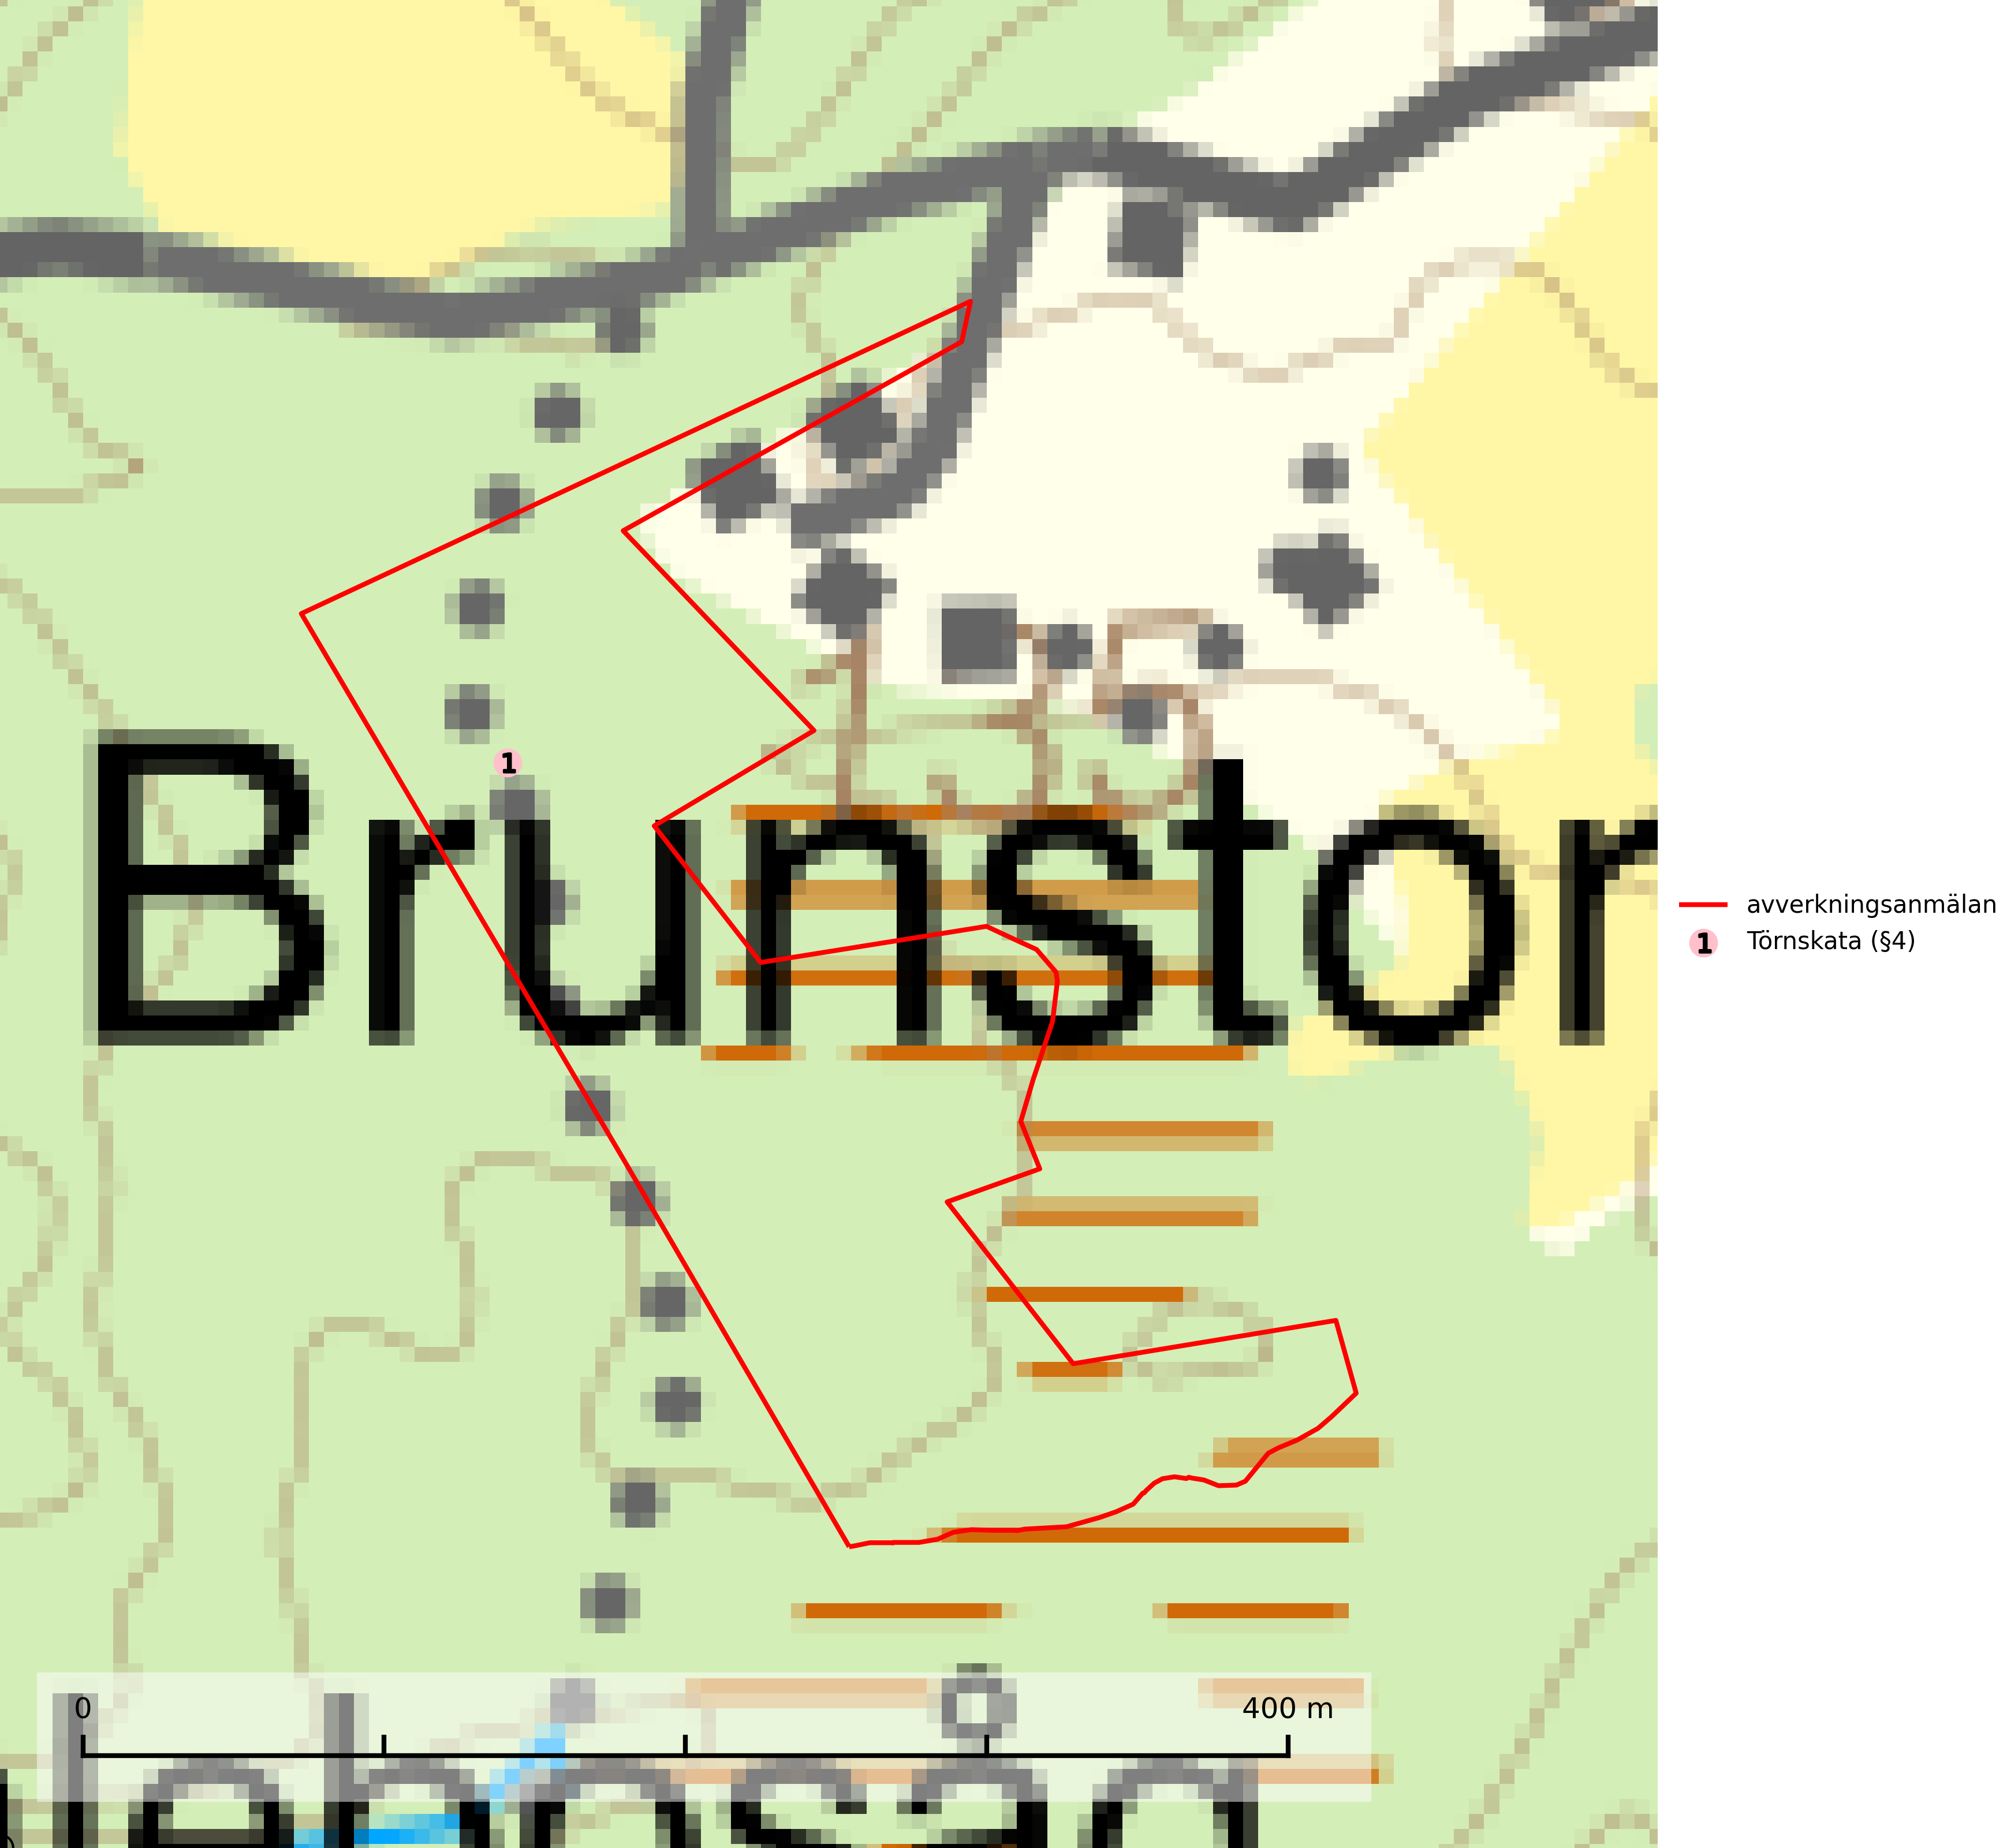 1
Brunstor
avverkningsanmälan
1 Törnskata (§4)
0 400 m